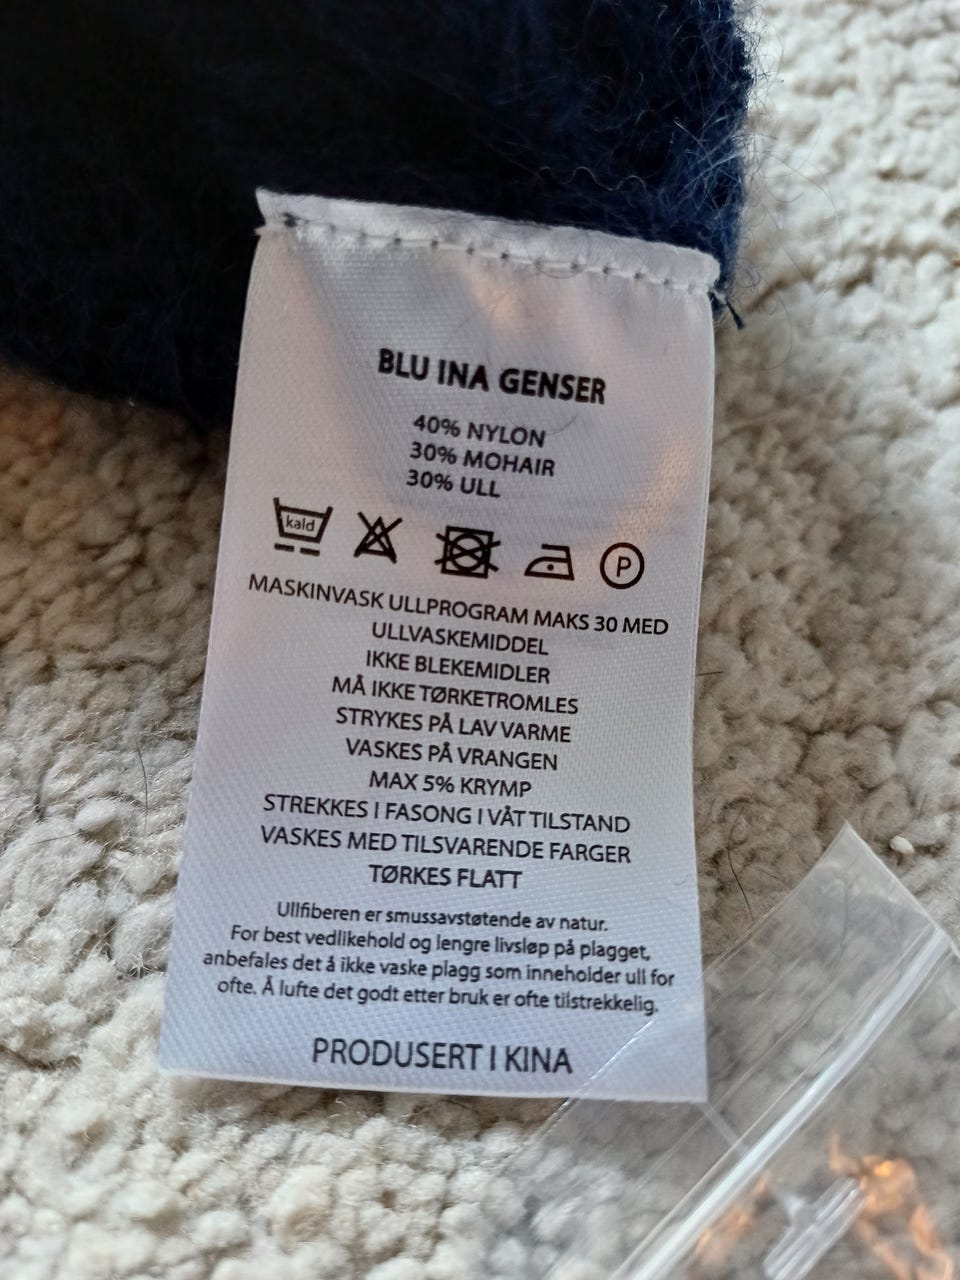 BLU INA GENSER
40% NYLON
30% MOHAIR
30% ULL
kald P
MASKINVASK ULLPROGRAM MAKS 30 MED
ULLVASKEMIDDEL
IKKE BLEKEMIDLER
MÅ IKKE TØRKETROMLES
STRYKES PÅ LAV VARME
VASKES PÅ VRANGEN
MAX 5% KRYMP
STREKKES I FASONG I VÅT TILSTAND
VASKES MED TILSVARENDE FARGER
TØRKES FLATT
Ullfiberen er smussavstøtende av natur.
For best vedlikehold og lengre livsløp på plagget,
anbefales det å ikke vaske plagg som inneholder ull for
ofte. Å lufte det godt etter bruk er ofte tilstrekkelig.
PRODUSERT I KINA